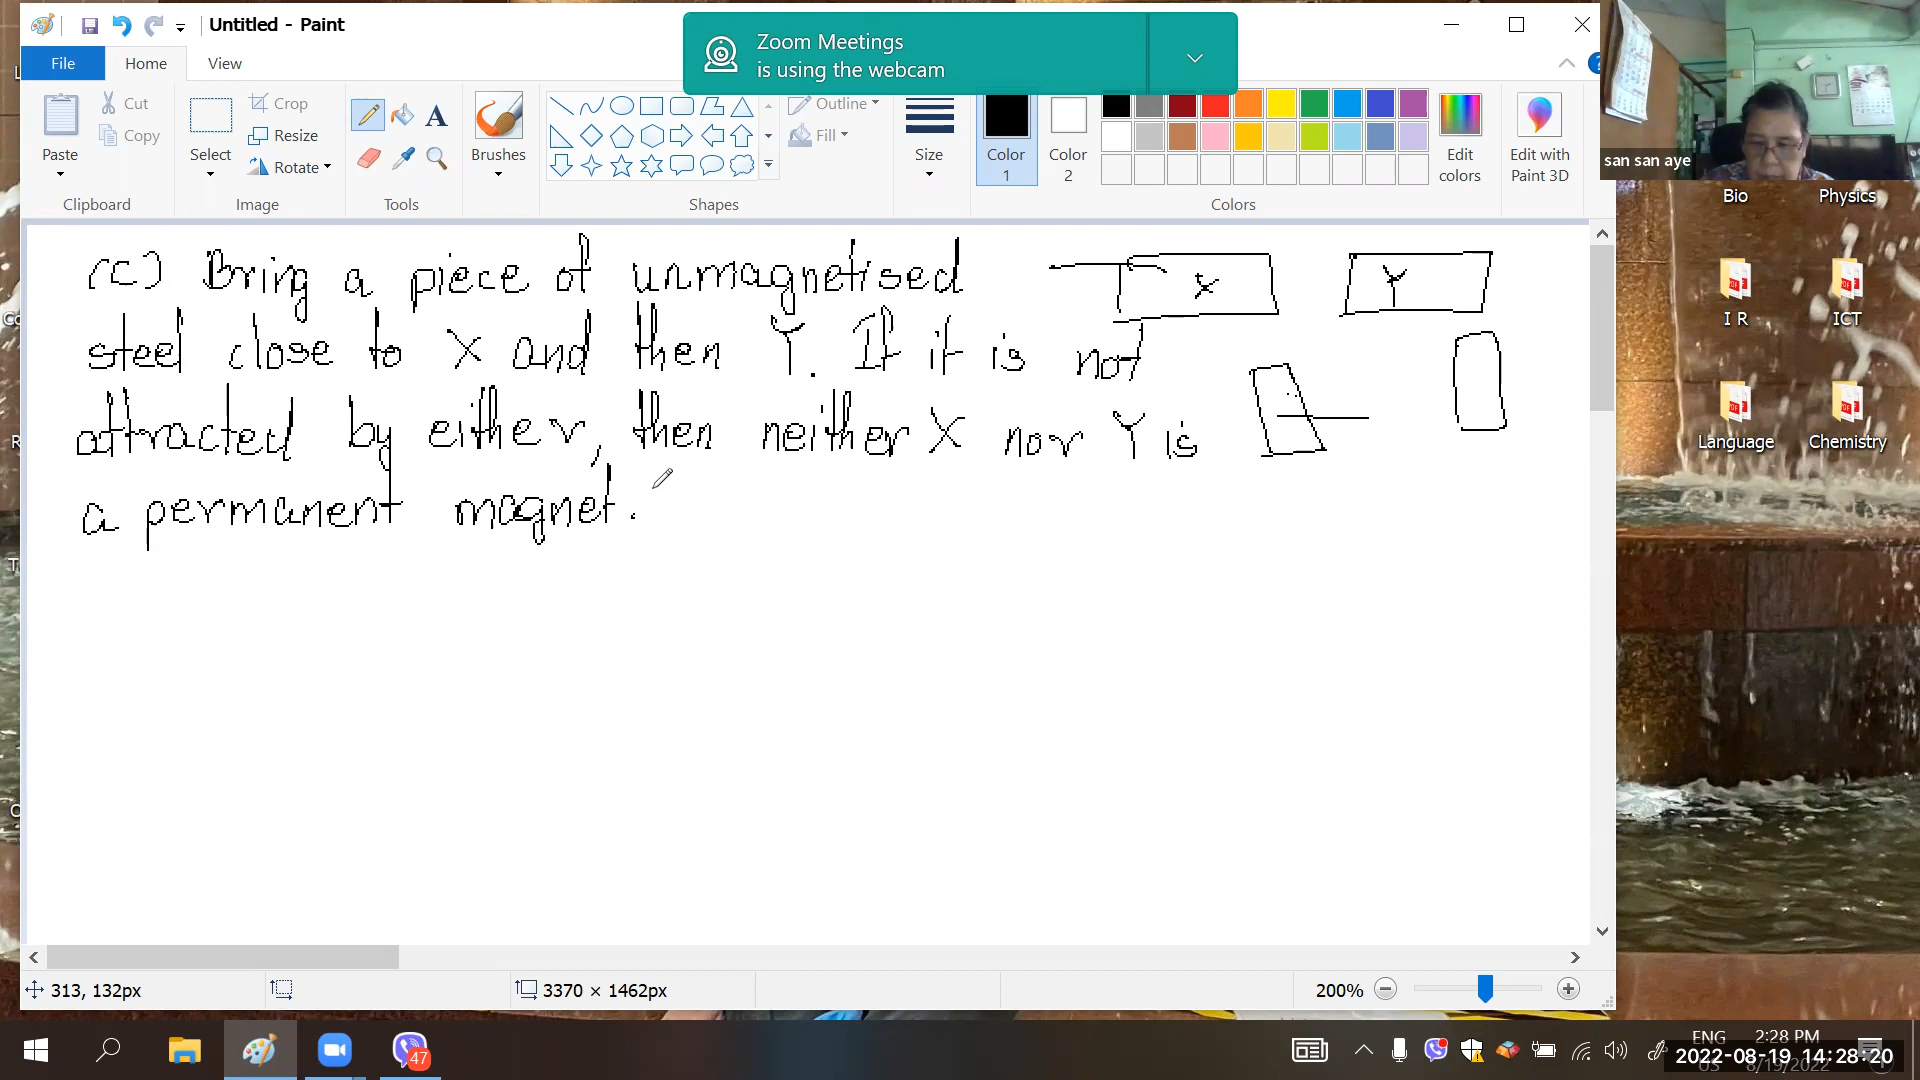 Untitled - Paint
Zoom Meetings
is using the webcam
File
Home
View
Cut
Copy
Paste
Clipboard
Crop
Resize
Rotate
Select
Image
Tools
Brushes
Outline
Fill
Shapes
Size
Color
1
Color
2
Edit
colors
Edit with
Paint 3D
Colors
san san aye
Bio
Physics
I R
ICT
Language
Chemistry
(c) Bring a piece of unmagnetised
steel close to X and then Y. If it is not
attracted by either, then neither X nor Y is
a permanent magnet.
X
Y
313, 132px
3370 × 1462px
200%
47
ENG
2:28 PM
2022-08-19 14:28:20